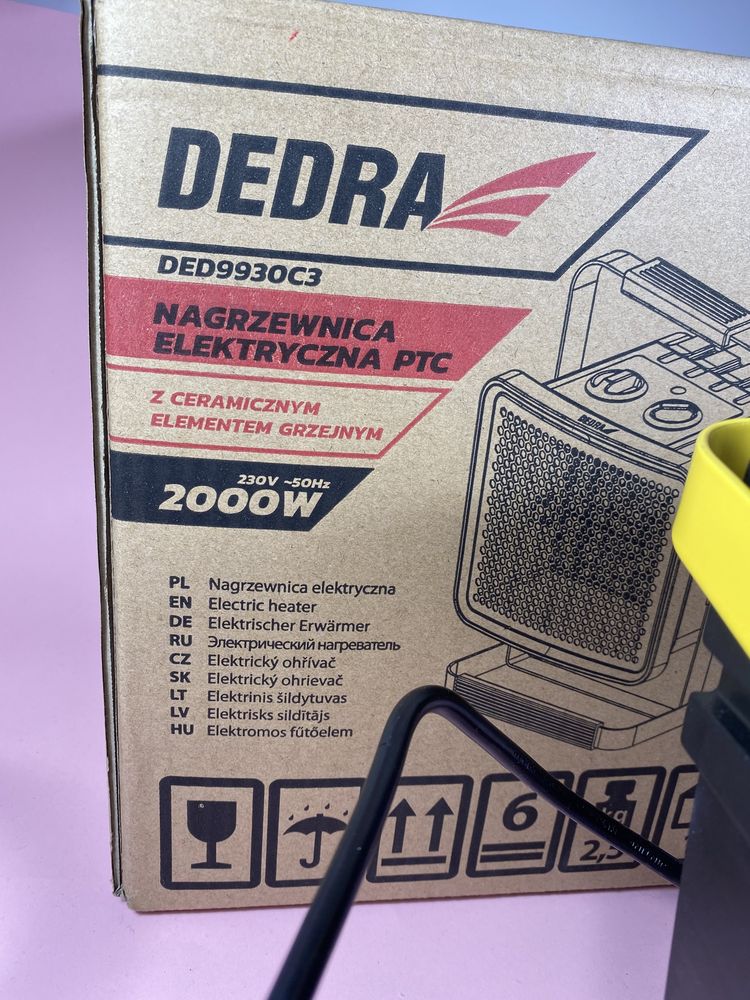 DEDRA
DED9930C3
NAGRZEWNICA
ELEKTRYCZNA PTC
Z CERAMICZNYM
ELEMENTEM GRZEJNYM
230V ~50Hz
2000W
DEDRA
PL Nagrzewnica elektryczna
EN Electric heater
DE Elektrischer Erwärmer
RU Электрический нагреватель
CZ Elektrický ohřívač
SK Elektrický ohrievač
LT Elektrinis šildytuvas
LV Elektrisks sildītājs
HU Elektromos fűtőelem
6
kg
2,5